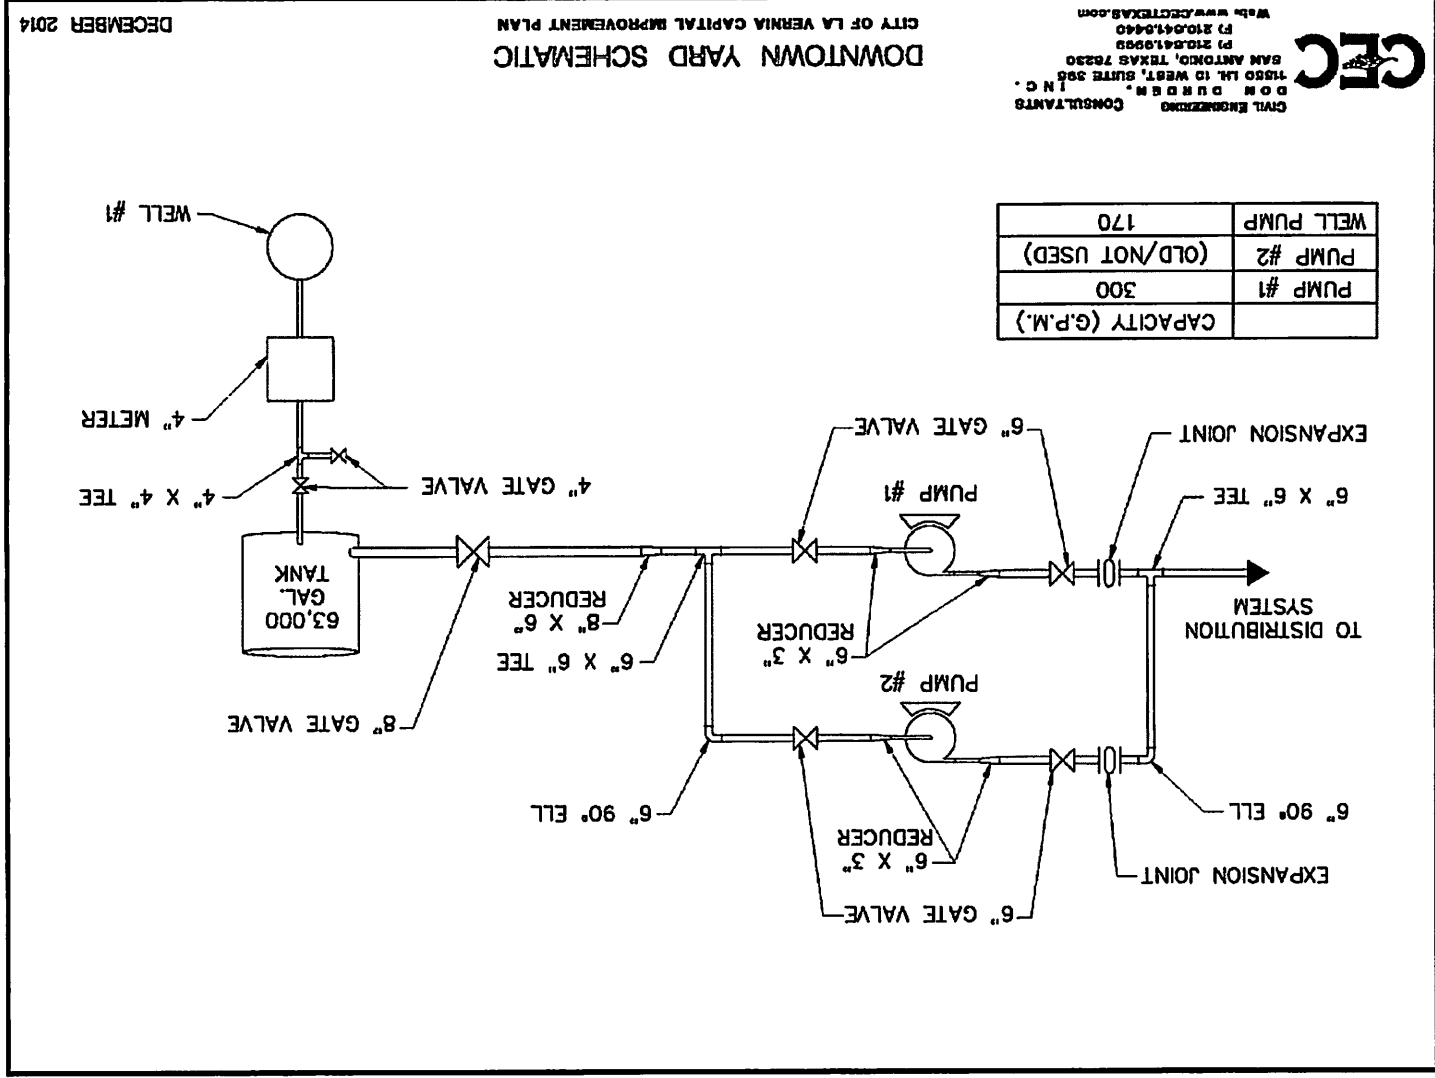 EXPANSION JOINT
6" 90° ELL
6" GATE VALVE
6" X 3"
REDUCER
6" 90° ELL
8" GATE VALVE
TO DISTRIBUTION
SYSTEM
PUMP #2
6" X 3"
REDUCER
6" X 6" TEE
8" X 6"
REDUCER
63,000
GAL.
TANK
6" X 6" TEE
PUMP #1
4" GATE VALVE
4" X 4" TEE
EXPANSION JOINT
6" GATE VALVE
4" METER
CAPACITY (G.P.M.)
PUMP #1 300
PUMP #2 (OLD/NOT USED)
WELL PUMP 170
WELL #1
CEC
CIVIL ENGINEERING CONSULTANTS
DON DURDEN, INC.
11550 I.H. 10 WEST, SUITE 395
SAN ANTONIO, TEXAS 78230
P) 210.641.9999
F) 210.641.6440
Web: www.CECTEXAS.com
DOWNTOWN YARD SCHEMATIC
CITY OF LA VERNIA CAPITAL IMPROVEMENT PLAN
DECEMBER 2014